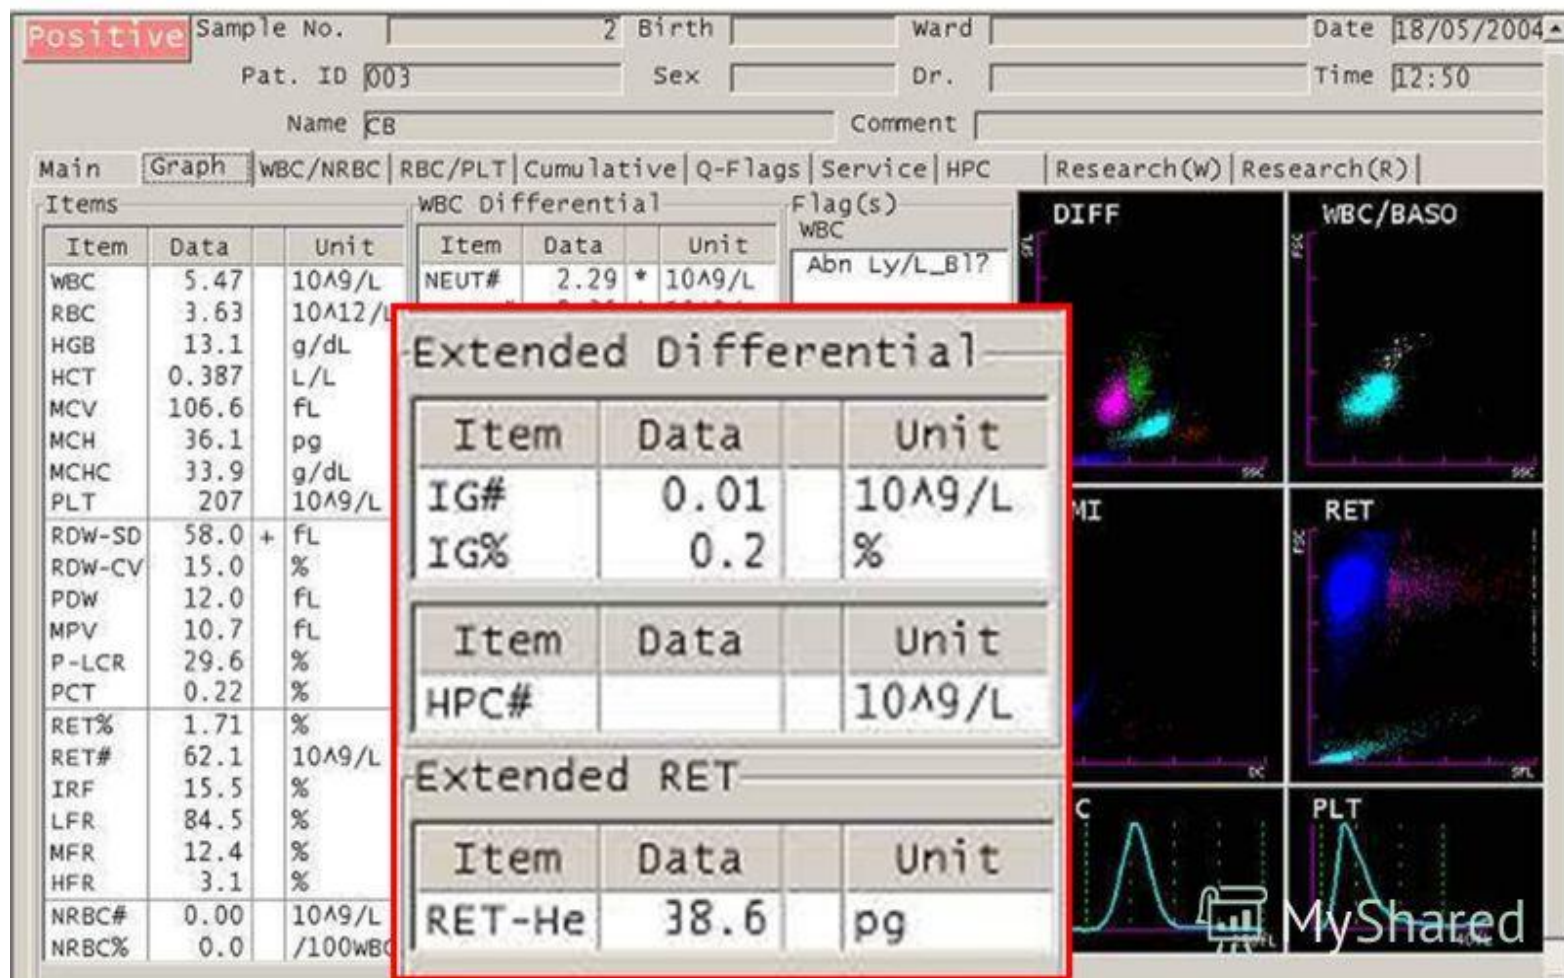 Positive Sample No. 2 Birth Ward Date 18/05/2004
Pat. ID 003 Sex Dr. Time 12:50
Name CB Comment
Main Graph WBC/NRBC RBC/PLT Cumulative Q-Flags Service HPC Research(W) Research(R)
Items
Item Data Unit
WBC 5.47 10^9/L
RBC 3.63 10^12/L
HGB 13.1 g/dL
HCT 0.387 L/L
MCV 106.6 fL
MCH 36.1 pg
MCHC 33.9 g/dL
PLT 207 10^9/L
RDW-SD 58.0 + fL
RDW-CV 15.0 %
PDW 12.0 fL
MPV 10.7 fL
P-LCR 29.6 %
PCT 0.22 %
RET% 1.71 %
RET# 62.1 10^9/L
IRF 15.5 %
LFR 84.5 %
MFR 12.4 %
HFR 3.1 %
NRBC# 0.00 10^9/L
NRBC% 0.0 /100WBC
WBC Differential
Item Data Unit
NEUT# 2.29 * 10^9/L
Flag(s)
WBC
Abn Ly/L_Bl?
Extended Differential
Item Data Unit
IG# 0.01 10^9/L
IG% 0.2 %
Item Data Unit
HPC# 10^9/L
Extended RET
Item Data Unit
RET-He 38.6 pg
DIFF
SFL
SSC
WBC/BASO
FSC
SSC
MI
DC
RET
FSC
SFL
C
PLT
MyShared